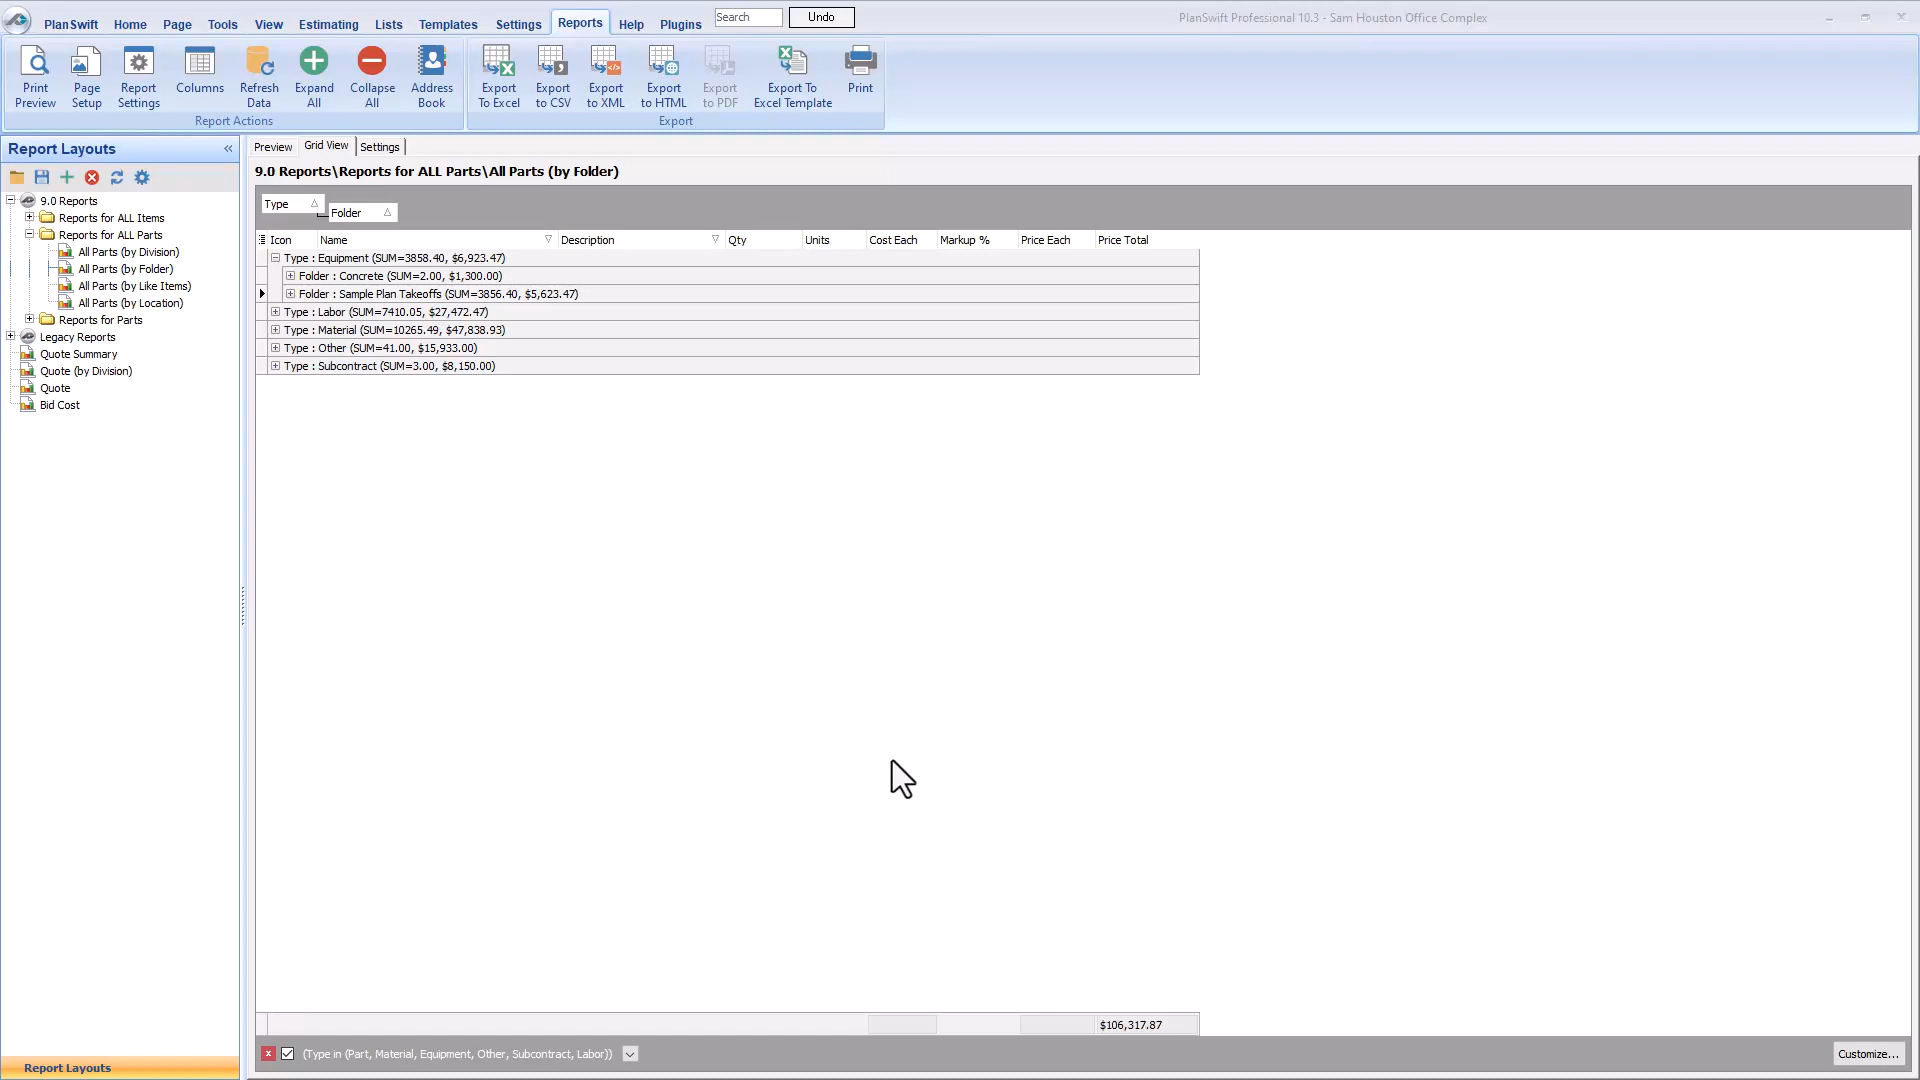 PlanSwift Home Page Tools View Estimating Lists Templates Settings Reports Help Plugins Search Undo PlanSwift Professional 10.3 - Sam Houston Office Complex
Print Preview
Page Setup
Report Settings
Columns
Refresh Data
Expand All
Collapse All
Address Book
Export To Excel
Export to CSV
Export to XML
Export to HTML
Export to PDF
Export To Excel Template
Print
Report Actions
Export
Report Layouts «
9.0 Reports
Reports for ALL Items
Reports for ALL Parts
All Parts (by Division)
All Parts (by Folder)
All Parts (by Like Items)
All Parts (by Location)
Reports for Parts
Legacy Reports
Quote Summary
Quote (by Division)
Quote
Bid Cost
Report Layouts
Preview Grid View Settings
9.0 Reports\Reports for ALL Parts\All Parts (by Folder)
Type
Folder
Icon Name Description Qty Units Cost Each Markup % Price Each Price Total
Type : Equipment (SUM=3858.40, $6,923.47)
Folder : Concrete (SUM=2.00, $1,300.00)
Folder : Sample Plan Takeoffs (SUM=3856.40, $5,623.47)
Type : Labor (SUM=7410.05, $27,472.47)
Type : Material (SUM=10265.49, $47,838.93)
Type : Other (SUM=41.00, $15,933.00)
Type : Subcontract (SUM=3.00, $8,150.00)
$106,317.87
(Type in (Part, Material, Equipment, Other, Subcontract, Labor))
Customize...